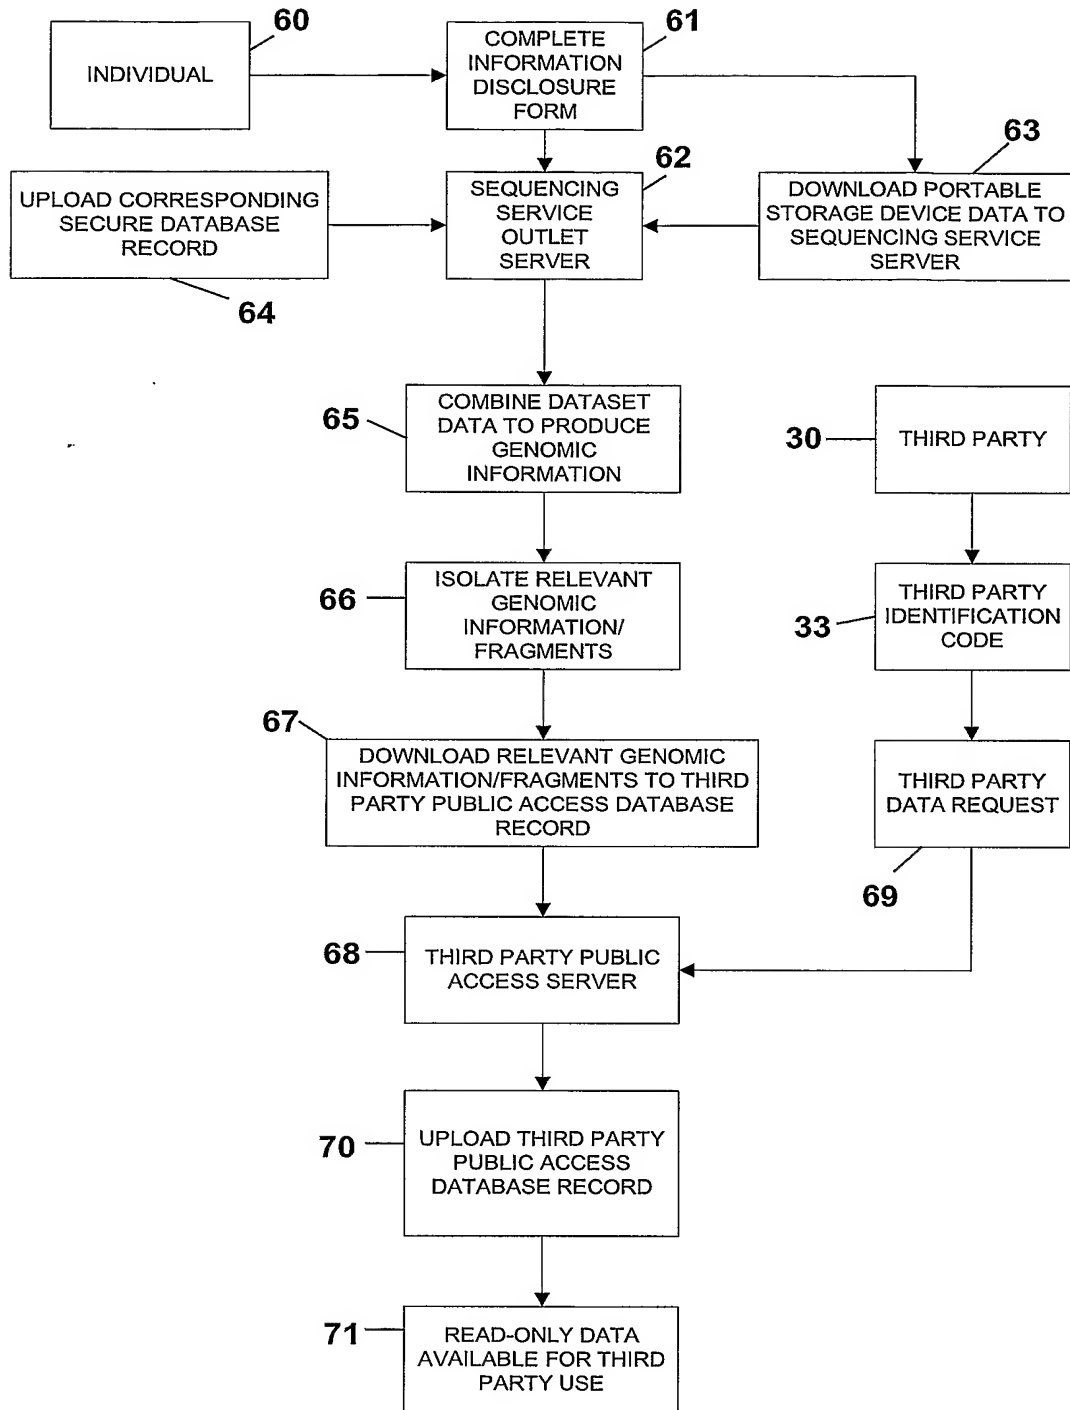 60
INDIVIDUAL
61
COMPLETE
INFORMATION
DISCLOSURE
FORM
62
SEQUENCING
SERVICE
OUTLET
SERVER
63
DOWNLOAD PORTABLE
STORAGE DEVICE DATA TO
SEQUENCING SERVICE
SERVER
UPLOAD CORRESPONDING
SECURE DATABASE
RECORD
64
65
COMBINE DATASET
DATA TO PRODUCE
GENOMIC
INFORMATION
30
THIRD PARTY
66
ISOLATE RELEVANT
GENOMIC
INFORMATION/
FRAGMENTS
33
THIRD PARTY
IDENTIFICATION
CODE
67
DOWNLOAD RELEVANT GENOMIC
INFORMATION/FRAGMENTS TO THIRD
PARTY PUBLIC ACCESS DATABASE
RECORD
THIRD PARTY
DATA REQUEST
69
68
THIRD PARTY PUBLIC
ACCESS SERVER
70
UPLOAD THIRD PARTY
PUBLIC ACCESS
DATABASE RECORD
71
READ-ONLY DATA
AVAILABLE FOR THIRD
PARTY USE